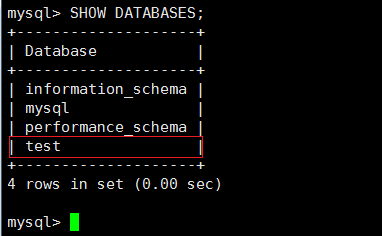 mysql> SHOW DATABASES;
+--------------------+
| Database           |
+--------------------+
| information_schema |
| mysql              |
| performance_schema |
| test               |
+--------------------+
4 rows in set (0.00 sec)
mysql>